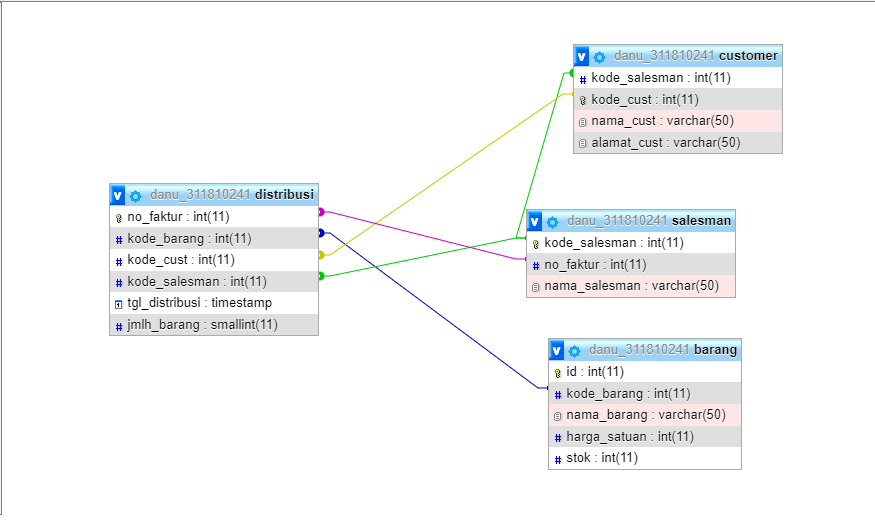 danu_311810241 customer
kode_salesman : int(11)
kode_cust : int(11)
nama_cust : varchar(50)
alamat_cust : varchar(50)
danu_311810241 distribusi
no_faktur : int(11)
kode_barang : int(11)
kode_cust : int(11)
kode_salesman : int(11)
tgl_distribusi : timestamp
jmlh_barang : smallint(11)
danu_311810241 salesman
kode_salesman : int(11)
no_faktur : int(11)
nama_salesman : varchar(50)
danu_311810241 barang
id : int(11)
kode_barang : int(11)
nama_barang : varchar(50)
harga_satuan : int(11)
stok : int(11)